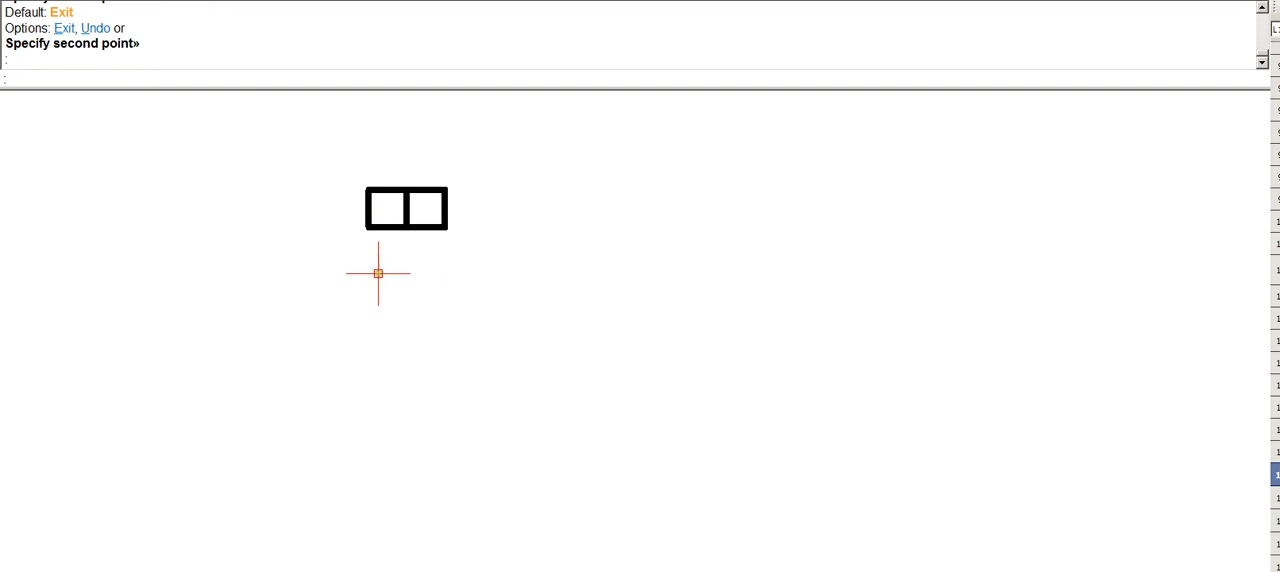 Default: Exit
Options: Exit, Undo or
Specify second point»
:
: